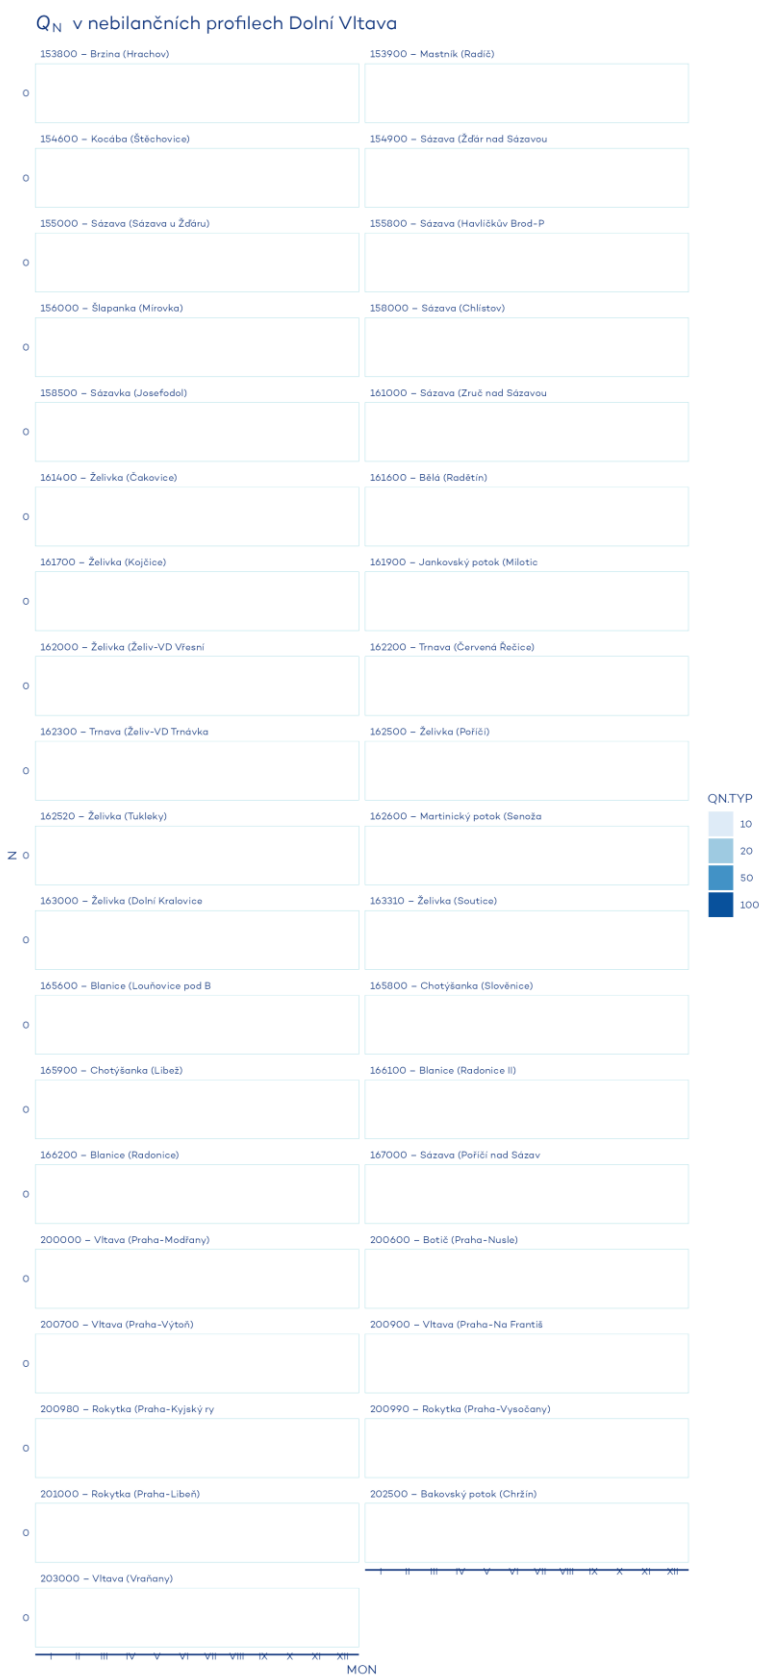 QN v nebilančních profilech Dolní Vltava
153800 – Brzina (Hrachov)
153900 – Mastník (Radíč)
0
154600 – Kocába (Štěchovice)
154900 – Sázava (Žďár nad Sázavou
0
155000 – Sázava (Sázava u Žďáru)
155800 – Sázava (Havlíčkův Brod-P
0
156000 – Šlapanka (Mírovka)
158000 – Sázava (Chlístov)
0
158500 – Sázavka (Josefodol)
161000 – Sázava (Zruč nad Sázavou
0
161400 – Želivka (Čakovice)
161600 – Bělá (Radětín)
0
161700 – Želivka (Kojčice)
161900 – Jankovský potok (Milotic
0
162000 – Želivka (Želiv-VD Vřesní
162200 – Trnava (Červená Řečice)
0
162300 – Trnava (Želiv-VD Trnávka
162500 – Želivka (Poříčí)
0
162520 – Želivka (Tukleky)
162600 – Martinický potok (Senoža
N
0
163000 – Želivka (Dolní Kralovice
163310 – Želivka (Soutice)
0
165600 – Blanice (Louňovice pod B
165800 – Chotýšanka (Slověnice)
0
165900 – Chotýšanka (Libež)
166100 – Blanice (Radonice II)
0
166200 – Blanice (Radonice)
167000 – Sázava (Poříčí nad Sázav
0
200000 – Vltava (Praha-Modřany)
200600 – Botič (Praha-Nusle)
0
200700 – Vltava (Praha-Výtoň)
200900 – Vltava (Praha-Na Františ
0
200980 – Rokytka (Praha-Kyjský ry
200990 – Rokytka (Praha-Vysočany)
0
201000 – Rokytka (Praha-Libeň)
202500 – Bakovský potok (Chržín)
0
I II III IV V VI VII VIII IX X XI XII
203000 – Vltava (Vraňany)
0
I II III IV V VI VII VIII IX X XI XII
MON
QN.TYP
10
20
50
100